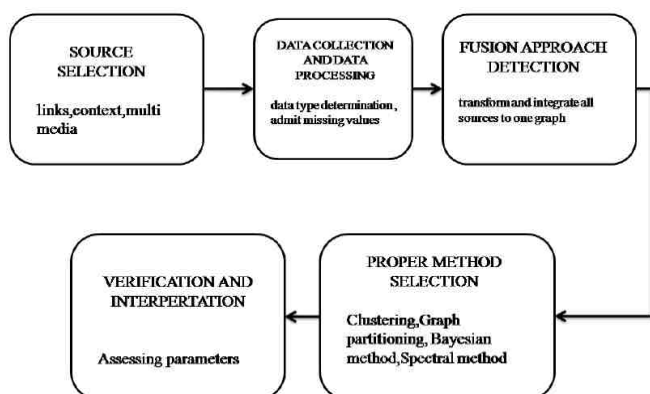 SOURCE
SELECTION
links,context,multi
media
DATA COLLECTION
AND DATA
PROCESSING
data type determination ,
admit missing values
FUSION APPROACH
DETECTION
transform and integrate all
sources to one graph
PROPER METHOD
SELECTION
Clustering,Graph
partitioning, Bayesian
method,Spectral method
VERIFICATION AND
INTERPERTATION
Assessing parameters